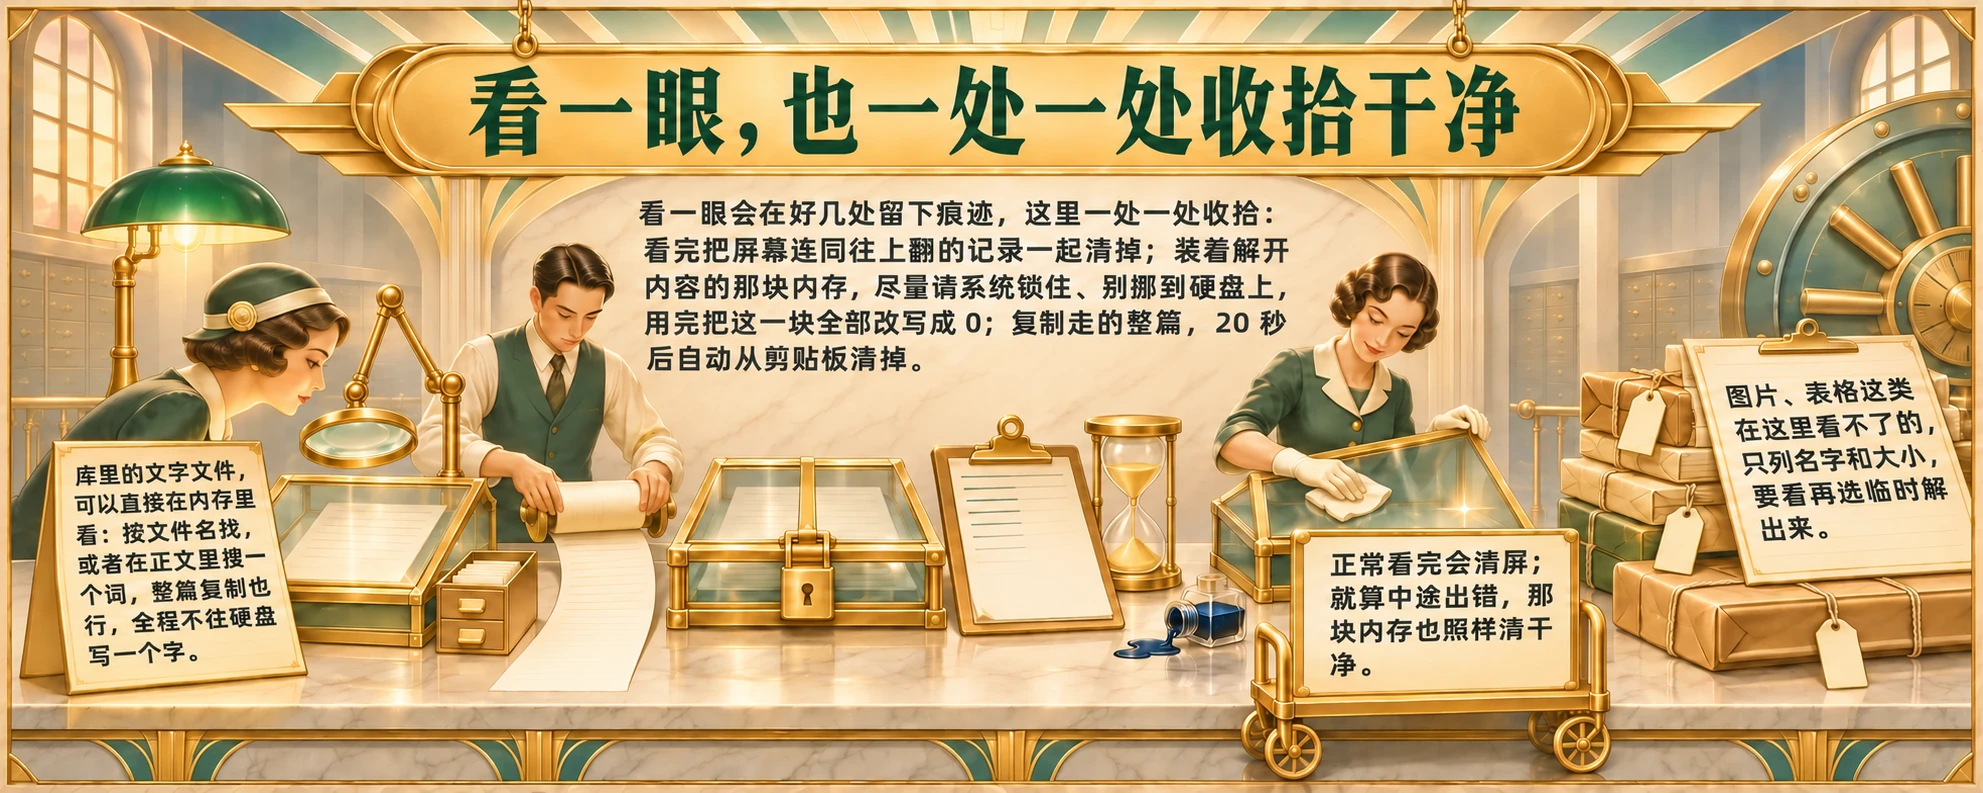 看一眼，也一处一处收拾干净
看一眼会在好几处留下痕迹，这里一处一处收拾：
看完把屏幕连同往上翻的记录一起清掉；装着解开
内容的那块内存，尽量请系统锁住、别挪到硬盘上，
用完把这一块全部改写成 0；复制走的整篇，20 秒
后自动从剪贴板清掉。
库里的文字文件，
可以直接在内存里
看：按文件名找，
或者在正文里搜一
个词，整篇复制也
行，全程不往硬盘
写一个字。
正常看完会清屏；
就算中途出错，那
块内存也照样清干
净。
图片、表格这类
在这里看不了的，
只列名字和大小，
要看再选临时解
出来。